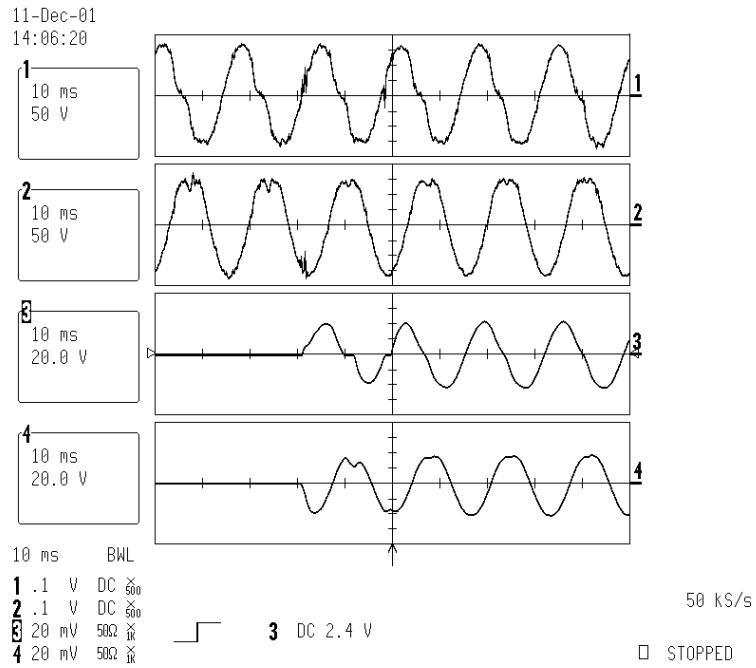 11-Dec-01
14:06:20
1
10 ms
50 V
1
2
10 ms
50 V
2
3
10 ms
20.0 V
3
4
10 ms
20.0 V
4
10 ms BWL
1 .1 V DC ×500
2 .1 V DC ×500
3 20 mV 50Ω ×1K
4 20 mV 50Ω ×1K
3 DC 2.4 V
50 kS/s
STOPPED